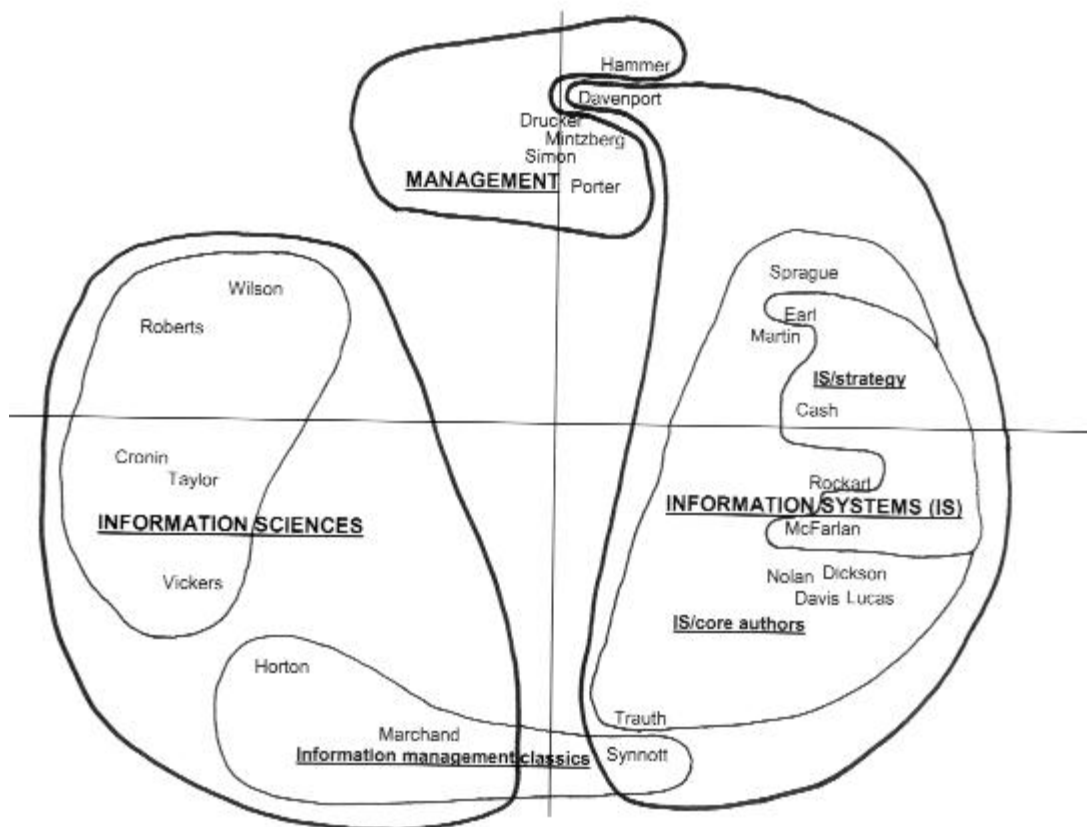 Hammer
Davenport
Drucker
Mintzberg
Simon
MANAGEMENT
Porter
Wilson
Roberts
Sprague
Earl
Martin
IS/strategy
Cash
Cronin
Taylor
Rockart
INFORMATION SYSTEMS (IS)
INFORMATION SCIENCES
McFarlan
Vickers
Nolan
Dickson
Davis
Lucas
IS/core authors
Horton
Trauth
Marchand
Information management classics
Synnott